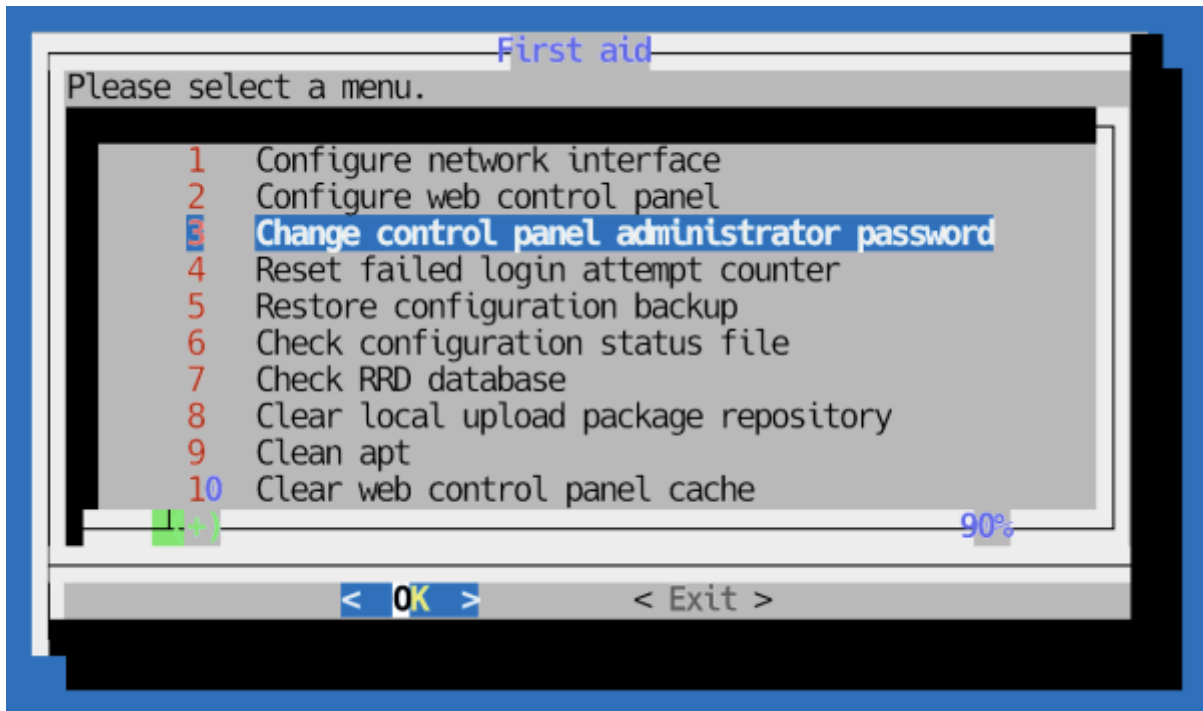 First aid
Please select a menu.
1 Configure network interface
2 Configure web control panel
3 Change control panel administrator password
4 Reset failed login attempt counter
5 Restore configuration backup
6 Check configuration status file
7 Check RRD database
8 Clear local upload package repository
9 Clean apt
10 Clear web control panel cache
(+) 90%
< OK > < Exit >